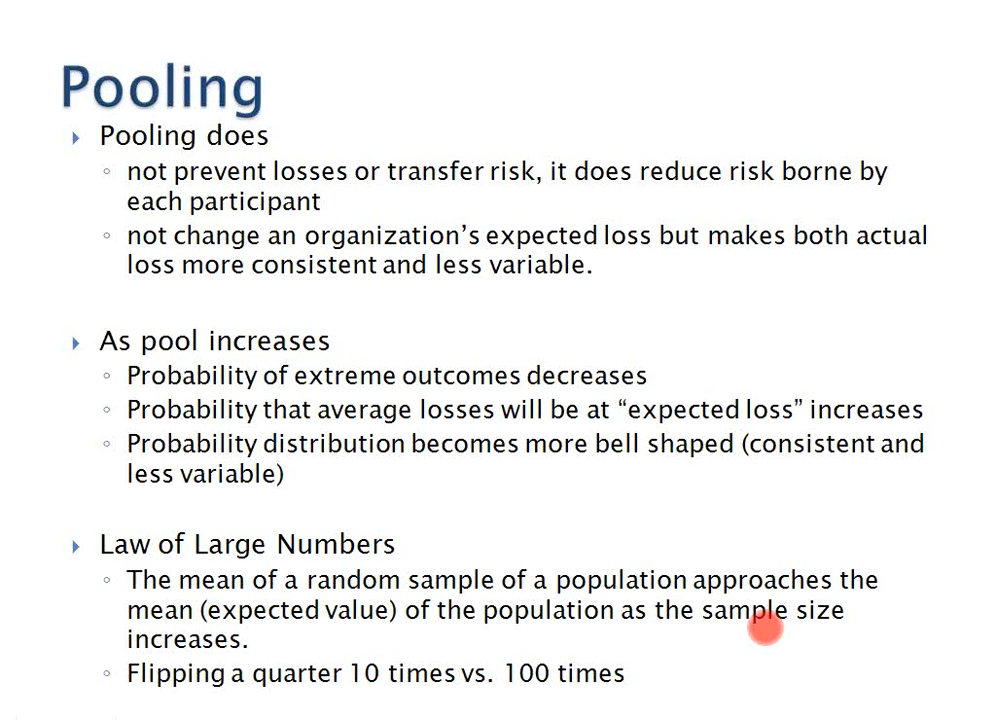 Pooling
Pooling does
not prevent losses or transfer risk, it does reduce risk borne by
each participant
not change an organization’s expected loss but makes both actual
loss more consistent and less variable.
As pool increases
Probability of extreme outcomes decreases
Probability that average losses will be at “expected loss” increases
Probability distribution becomes more bell shaped (consistent and
less variable)
Law of Large Numbers
The mean of a random sample of a population approaches the
mean (expected value) of the population as the sample size
increases.
Flipping a quarter 10 times vs. 100 times